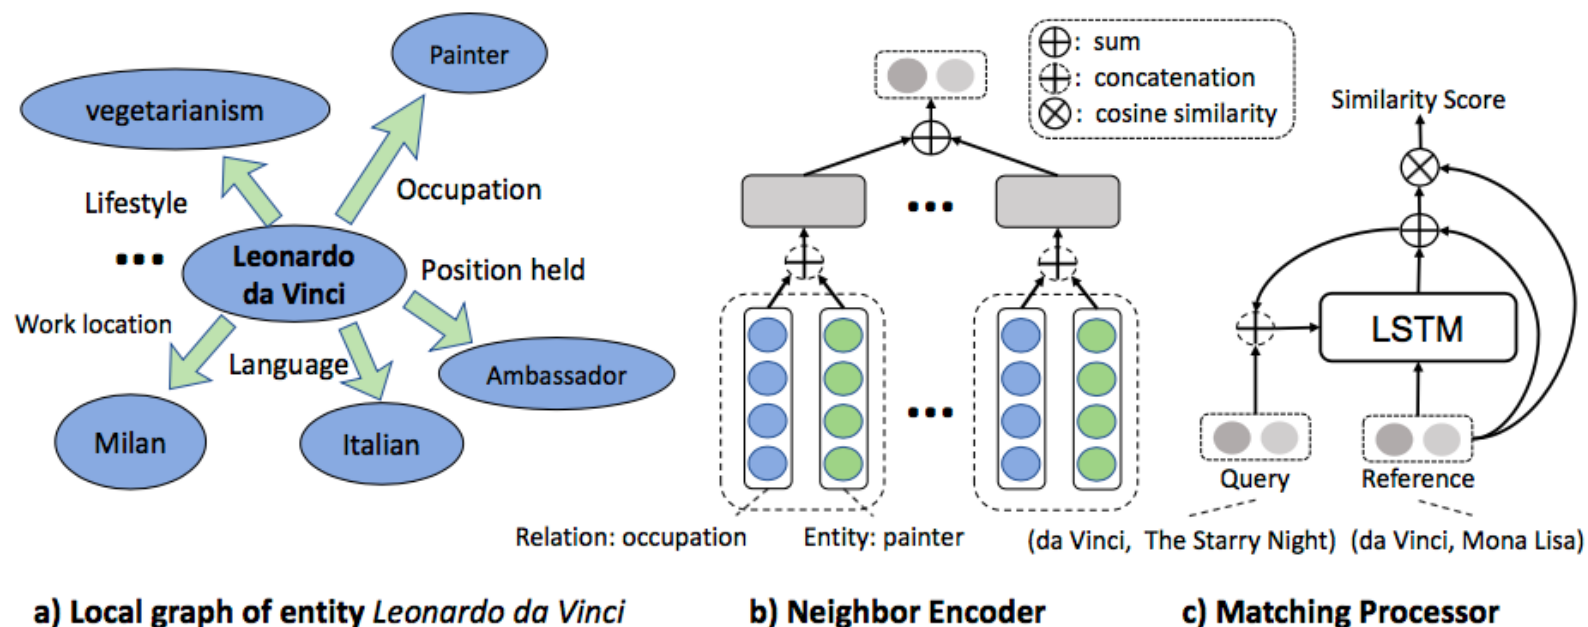 Painter
vegetarianism
Lifestyle
Occupation
...
Leonardo
da Vinci
Position held
Work location
Language
Ambassador
Milan
Italian
a) Local graph of entity Leonardo da Vinci
...
...
Relation: occupation
Entity: painter
b) Neighbor Encoder
: sum
: concatenation
: cosine similarity
Similarity Score
LSTM
Query
Reference
(da Vinci, The Starry Night)
(da Vinci, Mona Lisa)
c) Matching Processor